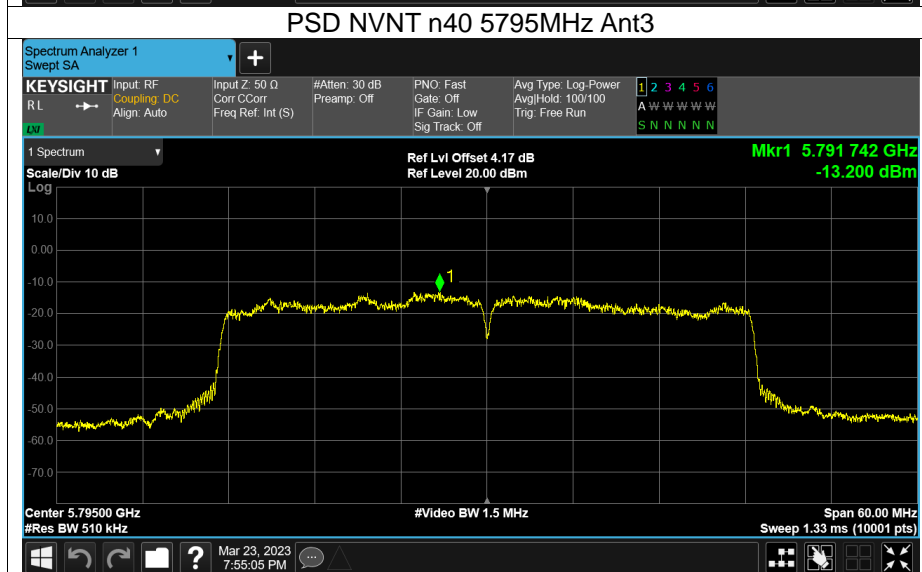 PSD NVNT n40 5795MHz Ant3
Spectrum Analyzer 1
Swept SA
+
KEYSIGHT Input: RF Input Z: 50 Ω #Atten: 30 dB PNO: Fast Avg Type: Log-Power 1 2 3 4 5 6
R L Coupling: DC Corr CCorr Preamp: Off Gate: Off Avg|Hold: 100/100 A W W W W W
Align: Auto Freq Ref: Int (S) IF Gain: Low Trig: Free Run
LXI Sig Track: Off S N N N N N
1 Spectrum Ref Lvl Offset 4.17 dB Mkr1 5.791 742 GHz
Scale/Div 10 dB Ref Level 20.00 dBm -13.200 dBm
Log
10.0
0.00
1
-10.0
-20.0
-30.0
-40.0
-50.0
-60.0
-70.0
Center 5.79500 GHz #Video BW 1.5 MHz Span 60.00 MHz
#Res BW 510 kHz Sweep 1.33 ms (10001 pts)
? Mar 23, 2023
7:55:05 PM